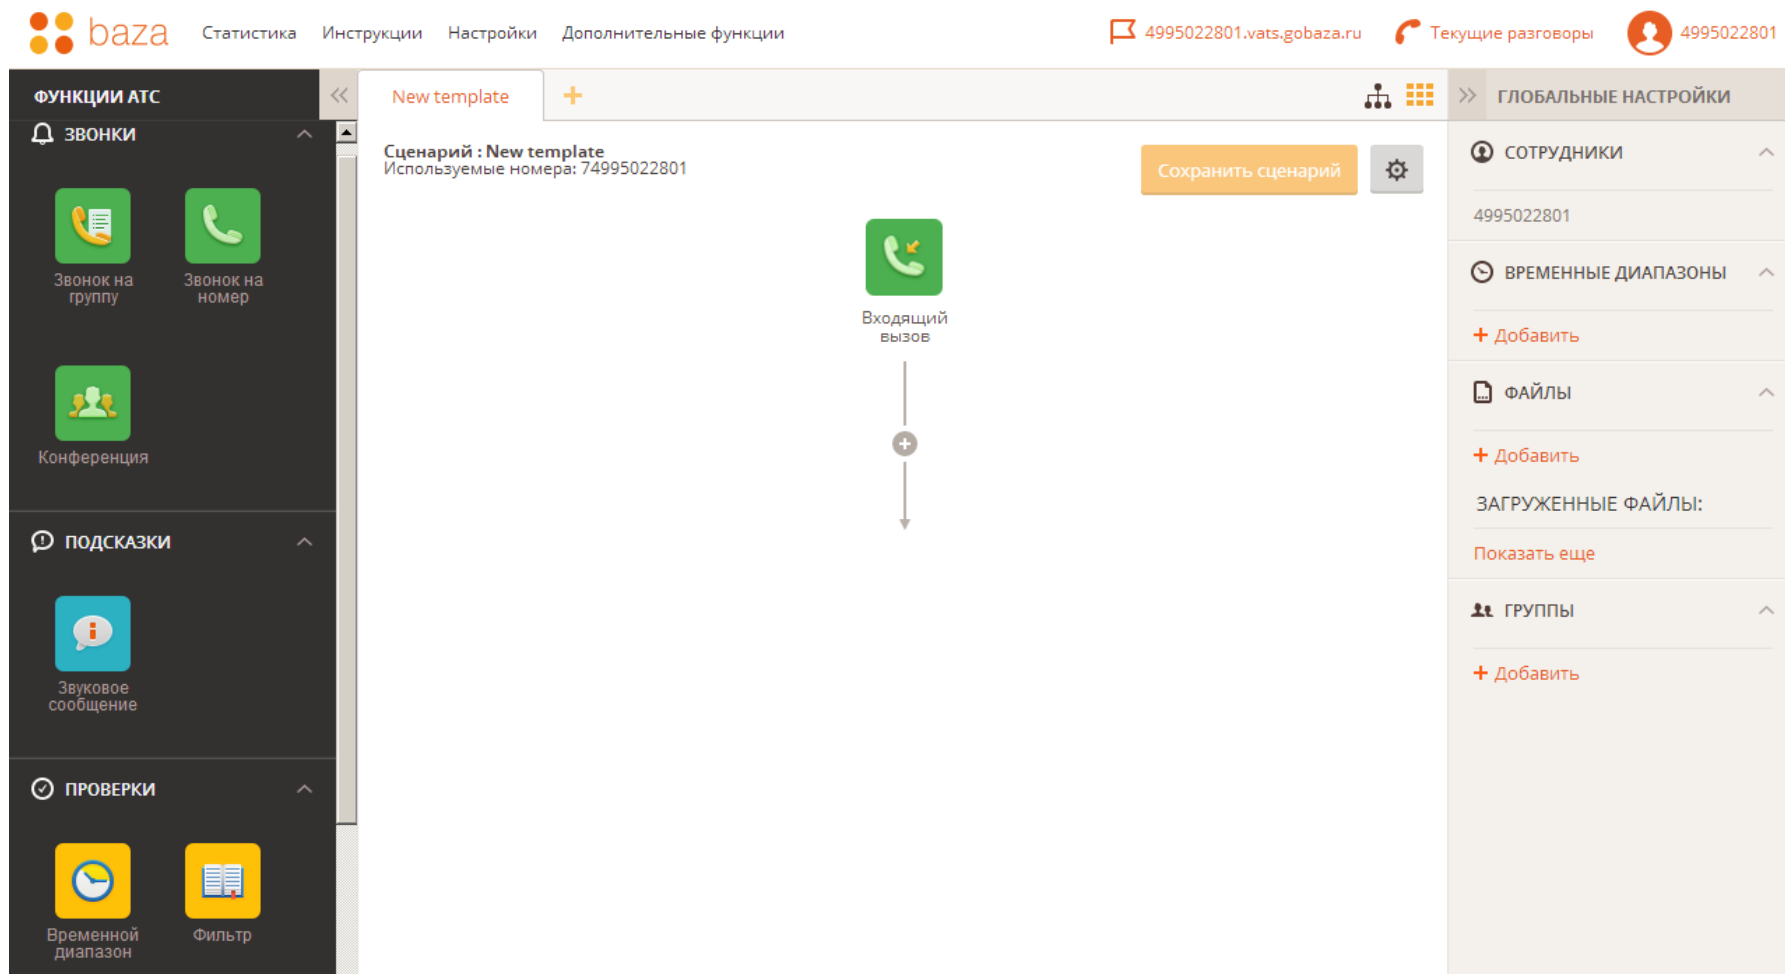 baza
Статистика Инструкции Настройки Дополнительные функции
4995022801.vats.gobaza.ru Текущие разговоры 4995022801
ФУНКЦИИ АТС
New template
ГЛОБАЛЬНЫЕ НАСТРОЙКИ
ЗВОНКИ
Звонок на
группу
Звонок на
номер
Конференция
ПОДСКАЗКИ
Звуковое
сообщение
ПРОВЕРКИ
Временной
диапазон
Фильтр
Сценарий : New template
Используемые номера: 74995022801
Сохранить сценарий
Входящий
вызов
СОТРУДНИКИ
4995022801
ВРЕМЕННЫЕ ДИАПАЗОНЫ
+ Добавить
ФАЙЛЫ
+ Добавить
ЗАГРУЖЕННЫЕ ФАЙЛЫ:
Показать еще
ГРУППЫ
+ Добавить